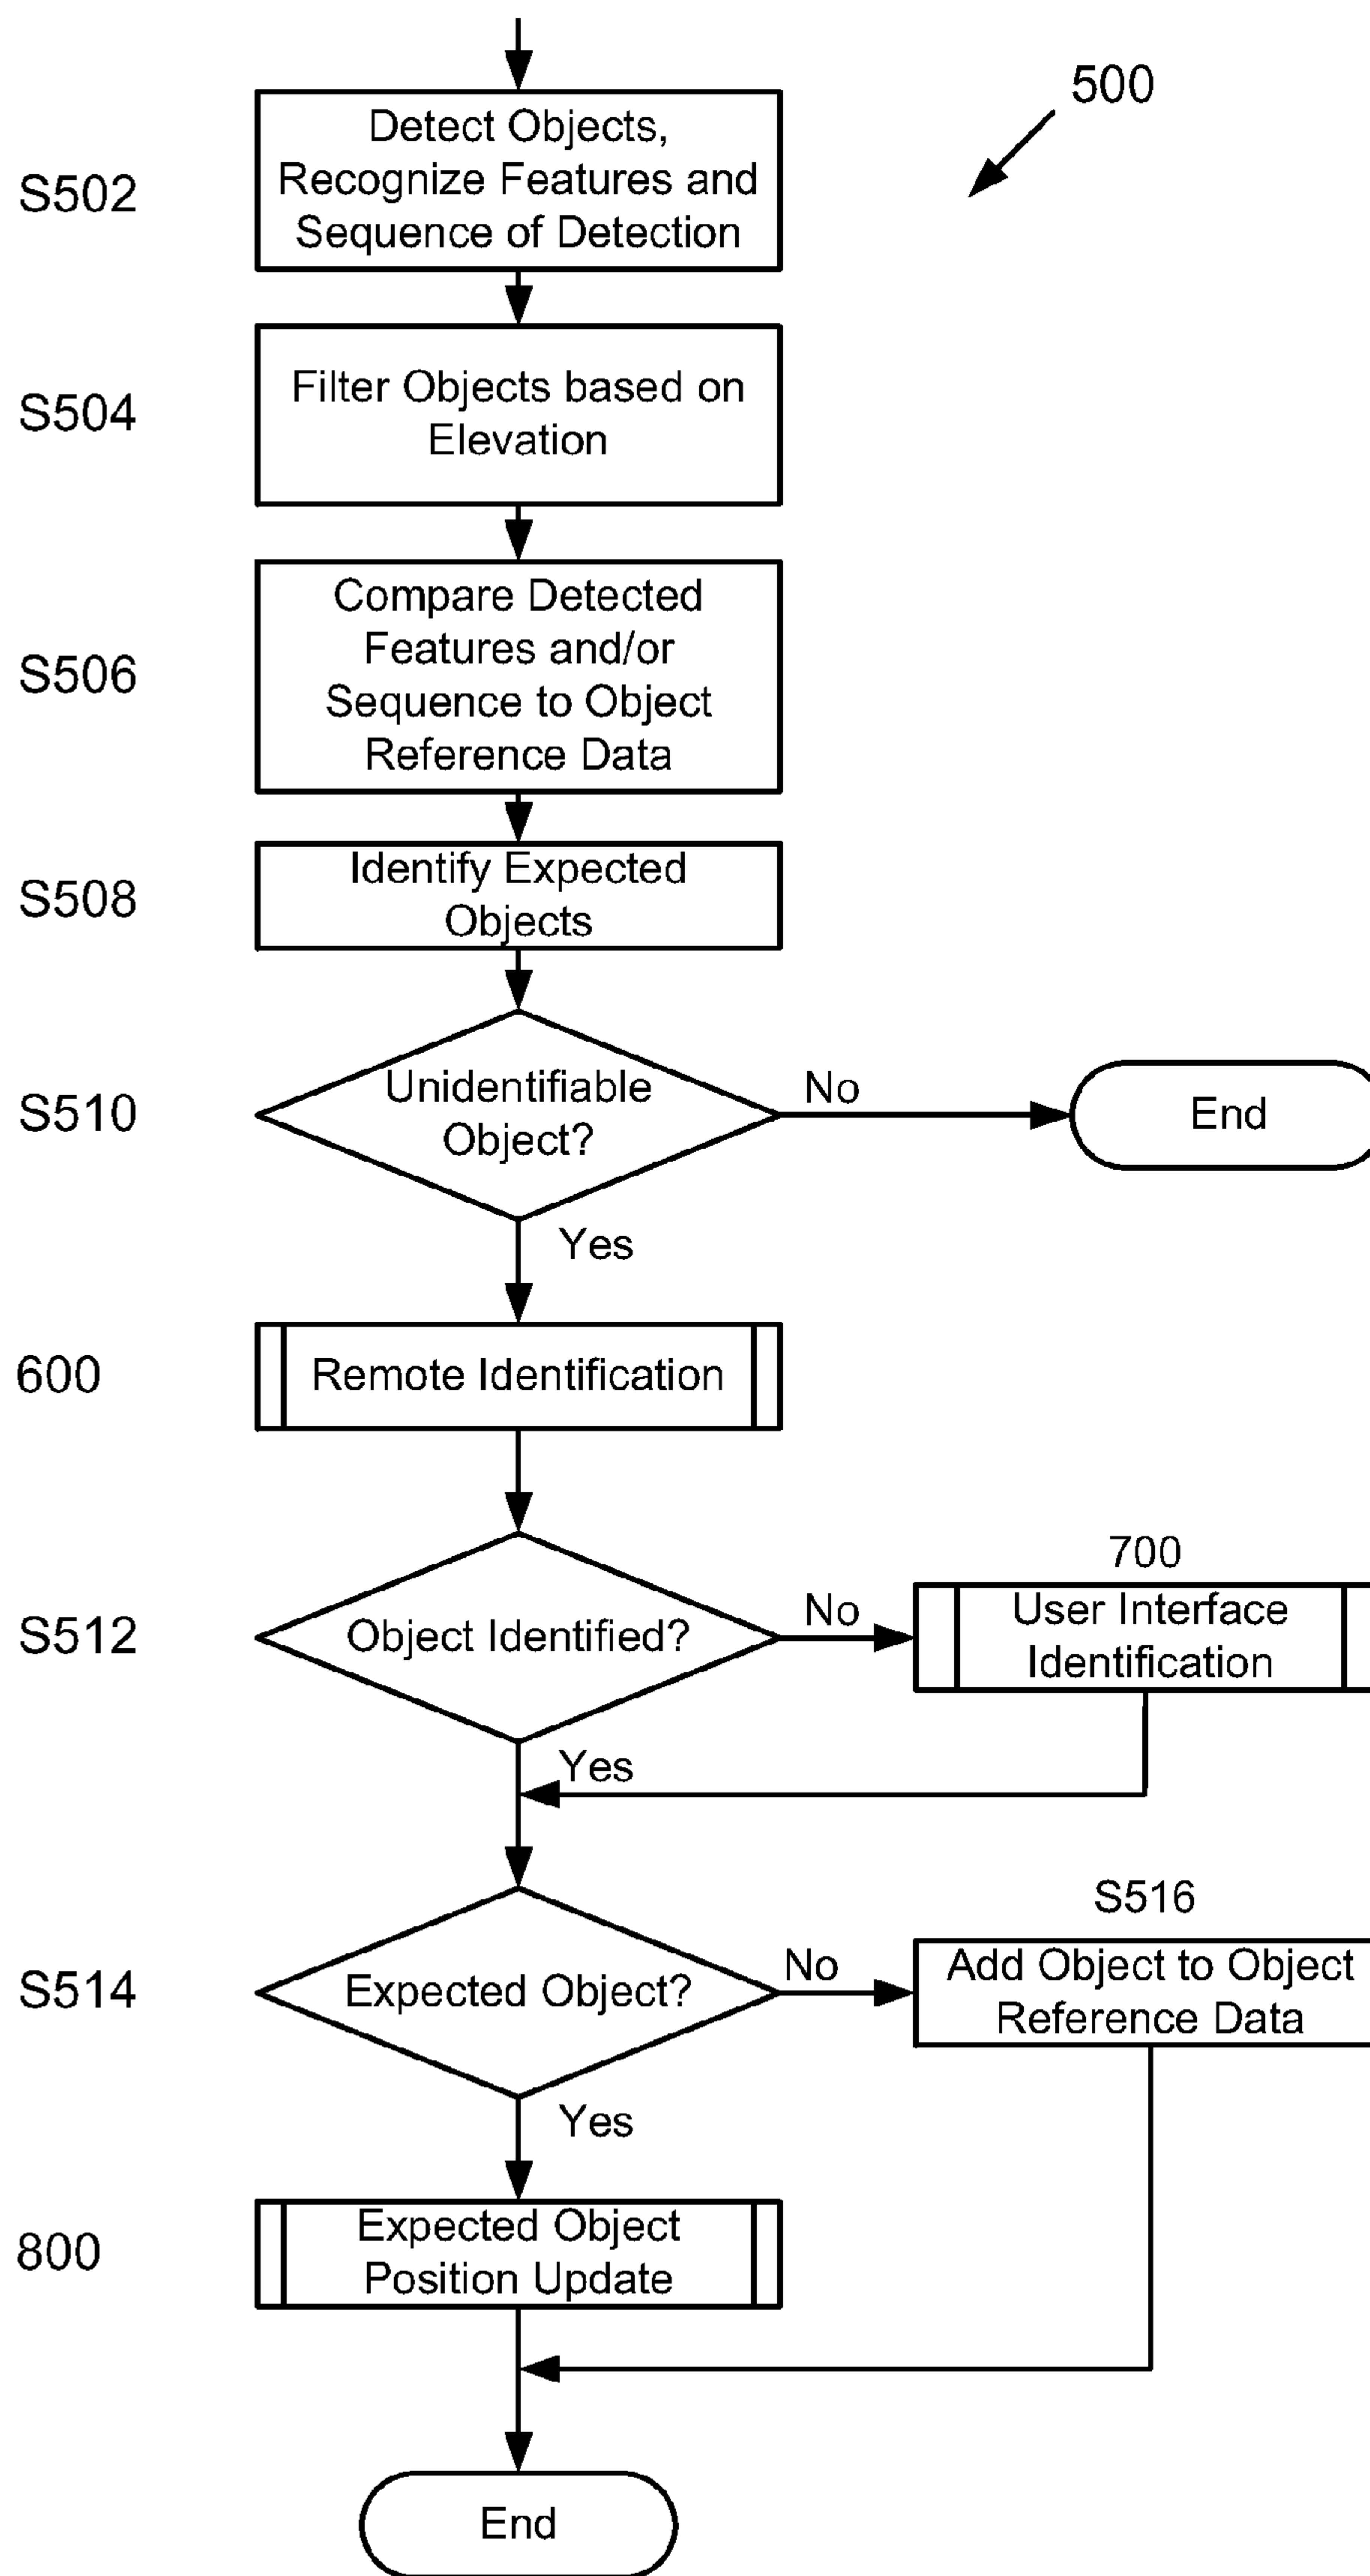 500
S502
Detect Objects,
Recognize Features and
Sequence of Detection
S504
Filter Objects based on
Elevation
S506
Compare Detected
Features and/or
Sequence to Object
Reference Data
S508
Identify Expected
Objects
S510
Unidentifiable
Object?
No
End
Yes
600
Remote Identification
S512
Object Identified?
No
700
User Interface
Identification
Yes
S514
Expected Object?
No
S516
Add Object to Object
Reference Data
Yes
800
Expected Object
Position Update
End